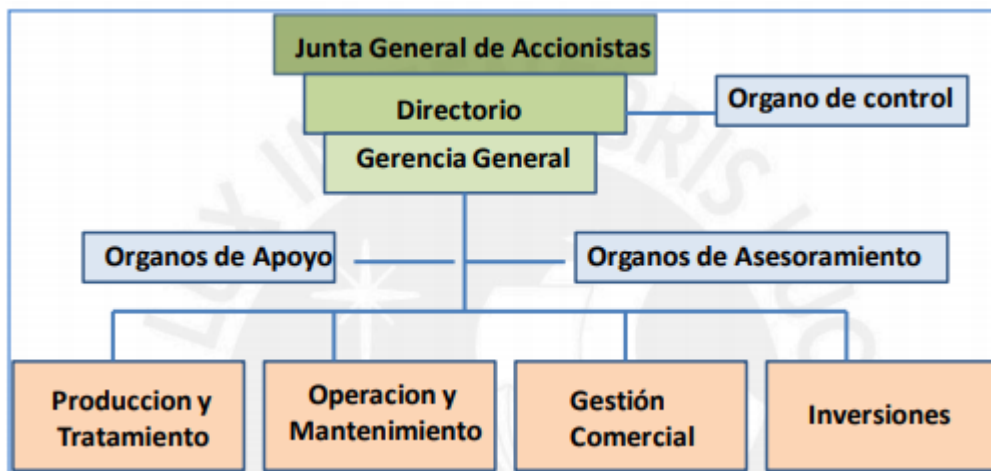 Junta General de Accionistas
Directorio
Organo de control
Gerencia General
Organos de Apoyo
Organos de Asesoramiento
Produccion y
Tratamiento
Operacion y
Mantenimiento
Gestión
Comercial
Inversiones